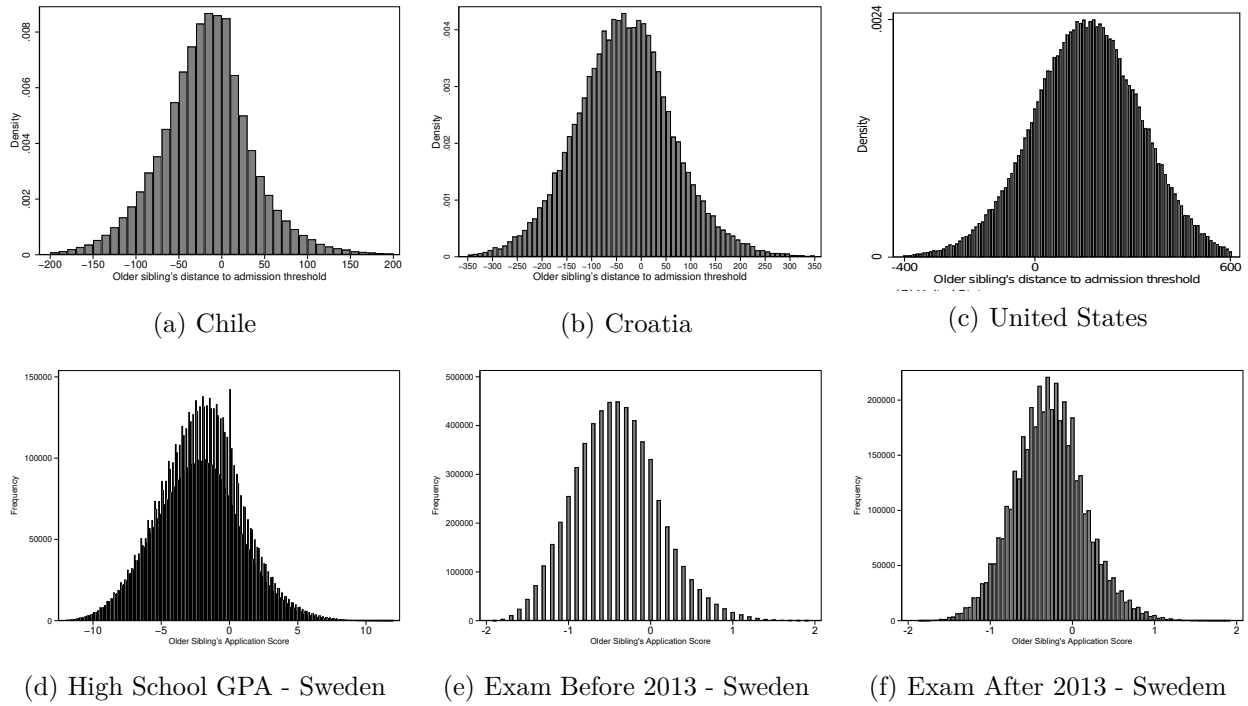 .008
.006
.004
.002
0
Density
−200 −150 −100 −50 0 50 100 150 200
Older sibling's distance to admission threshold
(a) Chile
.004
.003
.002
.001
0
Density
−350 −300 −250 −200 −150 −100 −50 0 50 100 150 200 250 300 350
Older sibling's distance to admission threshold
(b) Croatia
.0024
0
Density
-400 0 600
Older sibling's distance to admission threshold
(c) United States
150000
100000
50000
0
Frequency
−10 −5 0 5 10
Older Sibling's Application Score
(d) High School GPA - Sweden
500000
400000
300000
200000
100000
0
Frequency
-2 -1 0 1 2
Older Sibling's Application Score
(e) Exam Before 2013 - Sweden
200000
150000
100000
50000
0
Frequency
-2 -1 0 1 2
Older Sibling's Application Score
(f) Exam After 2013 - Swedem